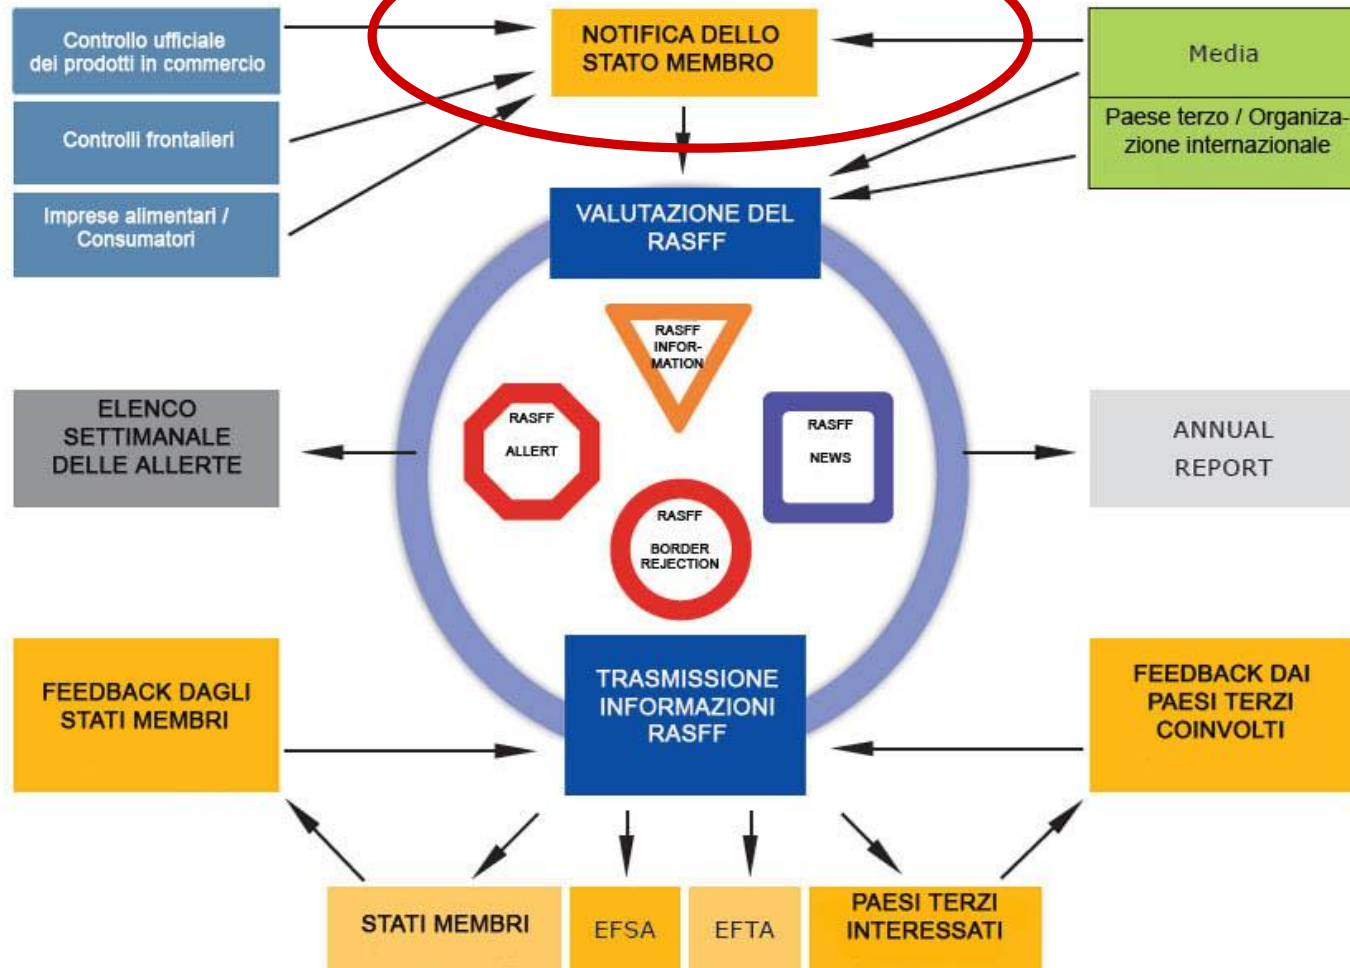 Controllo ufficiale
dei prodotti in commercio
NOTIFICA DELLO
STATO MEMBRO
Media
Controlli frontalieri
Paese terzo / Organiza-
zione internazionale
Imprese alimentari /
Consumatori
VALUTAZIONE DEL
RASFF
RASFF
INFOR-
MATION
RASFF
ALLERT
RASFF
NEWS
RASFF
BORDER
REJECTION
ELENCO
SETTIMANALE
DELLE ALLERTE
ANNUAL
REPORT
FEEDBACK DAGLI
STATI MEMBRI
TRASMISSIONE
INFORMAZIONI
RASFF
FEEDBACK DAI
PAESI TERZI
COINVOLTI
STATI MEMBRI
EFSA
EFTA
PAESI TERZI
INTERESSATI